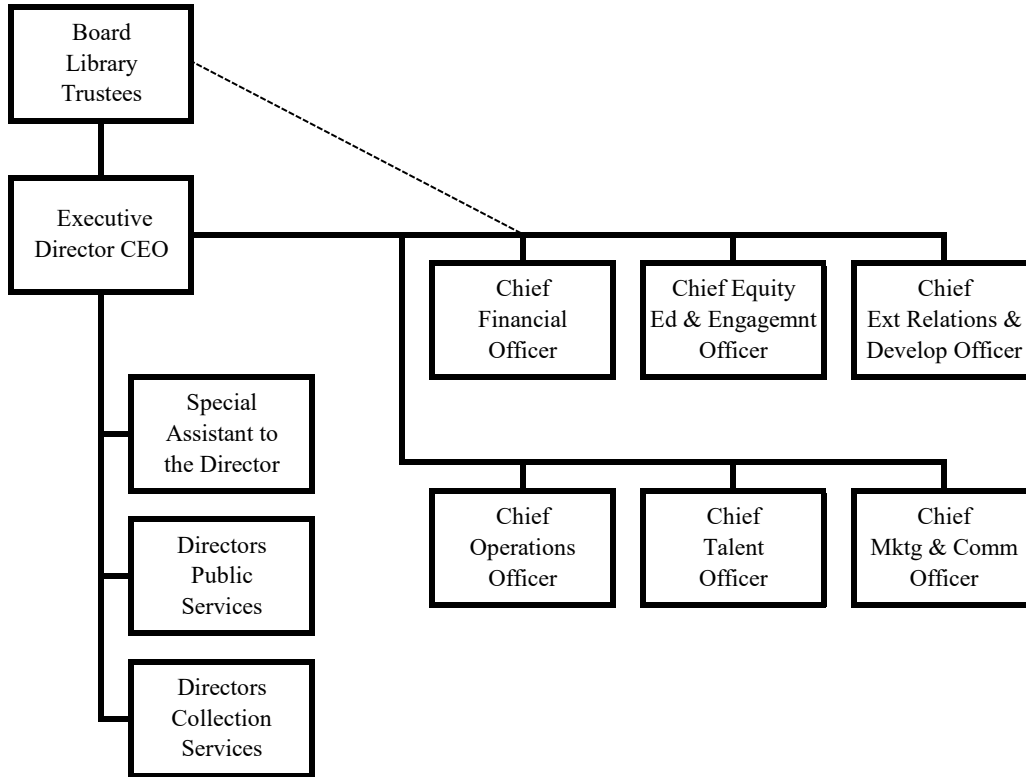 Board
Library
Trustees
Executive
Director CEO
Chief
Financial
Officer
Chief Equity
Ed & Engagemnt
Officer
Chief
Ext Relations &
Develop Officer
Special
Assistant to
the Director
Chief
Operations
Officer
Chief
Talent
Officer
Chief
Mktg & Comm
Officer
Directors
Public
Services
Directors
Collection
Services